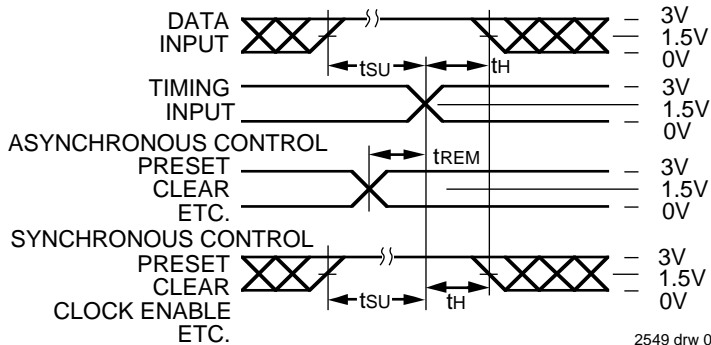 DATA
INPUT
3V
1.5V
0V
tSU
tH
TIMING
INPUT
3V
1.5V
0V
ASYNCHRONOUS CONTROL
PRESET
CLEAR
ETC.
tREM
3V
1.5V
0V
SYNCHRONOUS CONTROL
PRESET
CLEAR
CLOCK ENABLE
ETC.
tSU
tH
3V
1.5V
0V
2549 drw 0